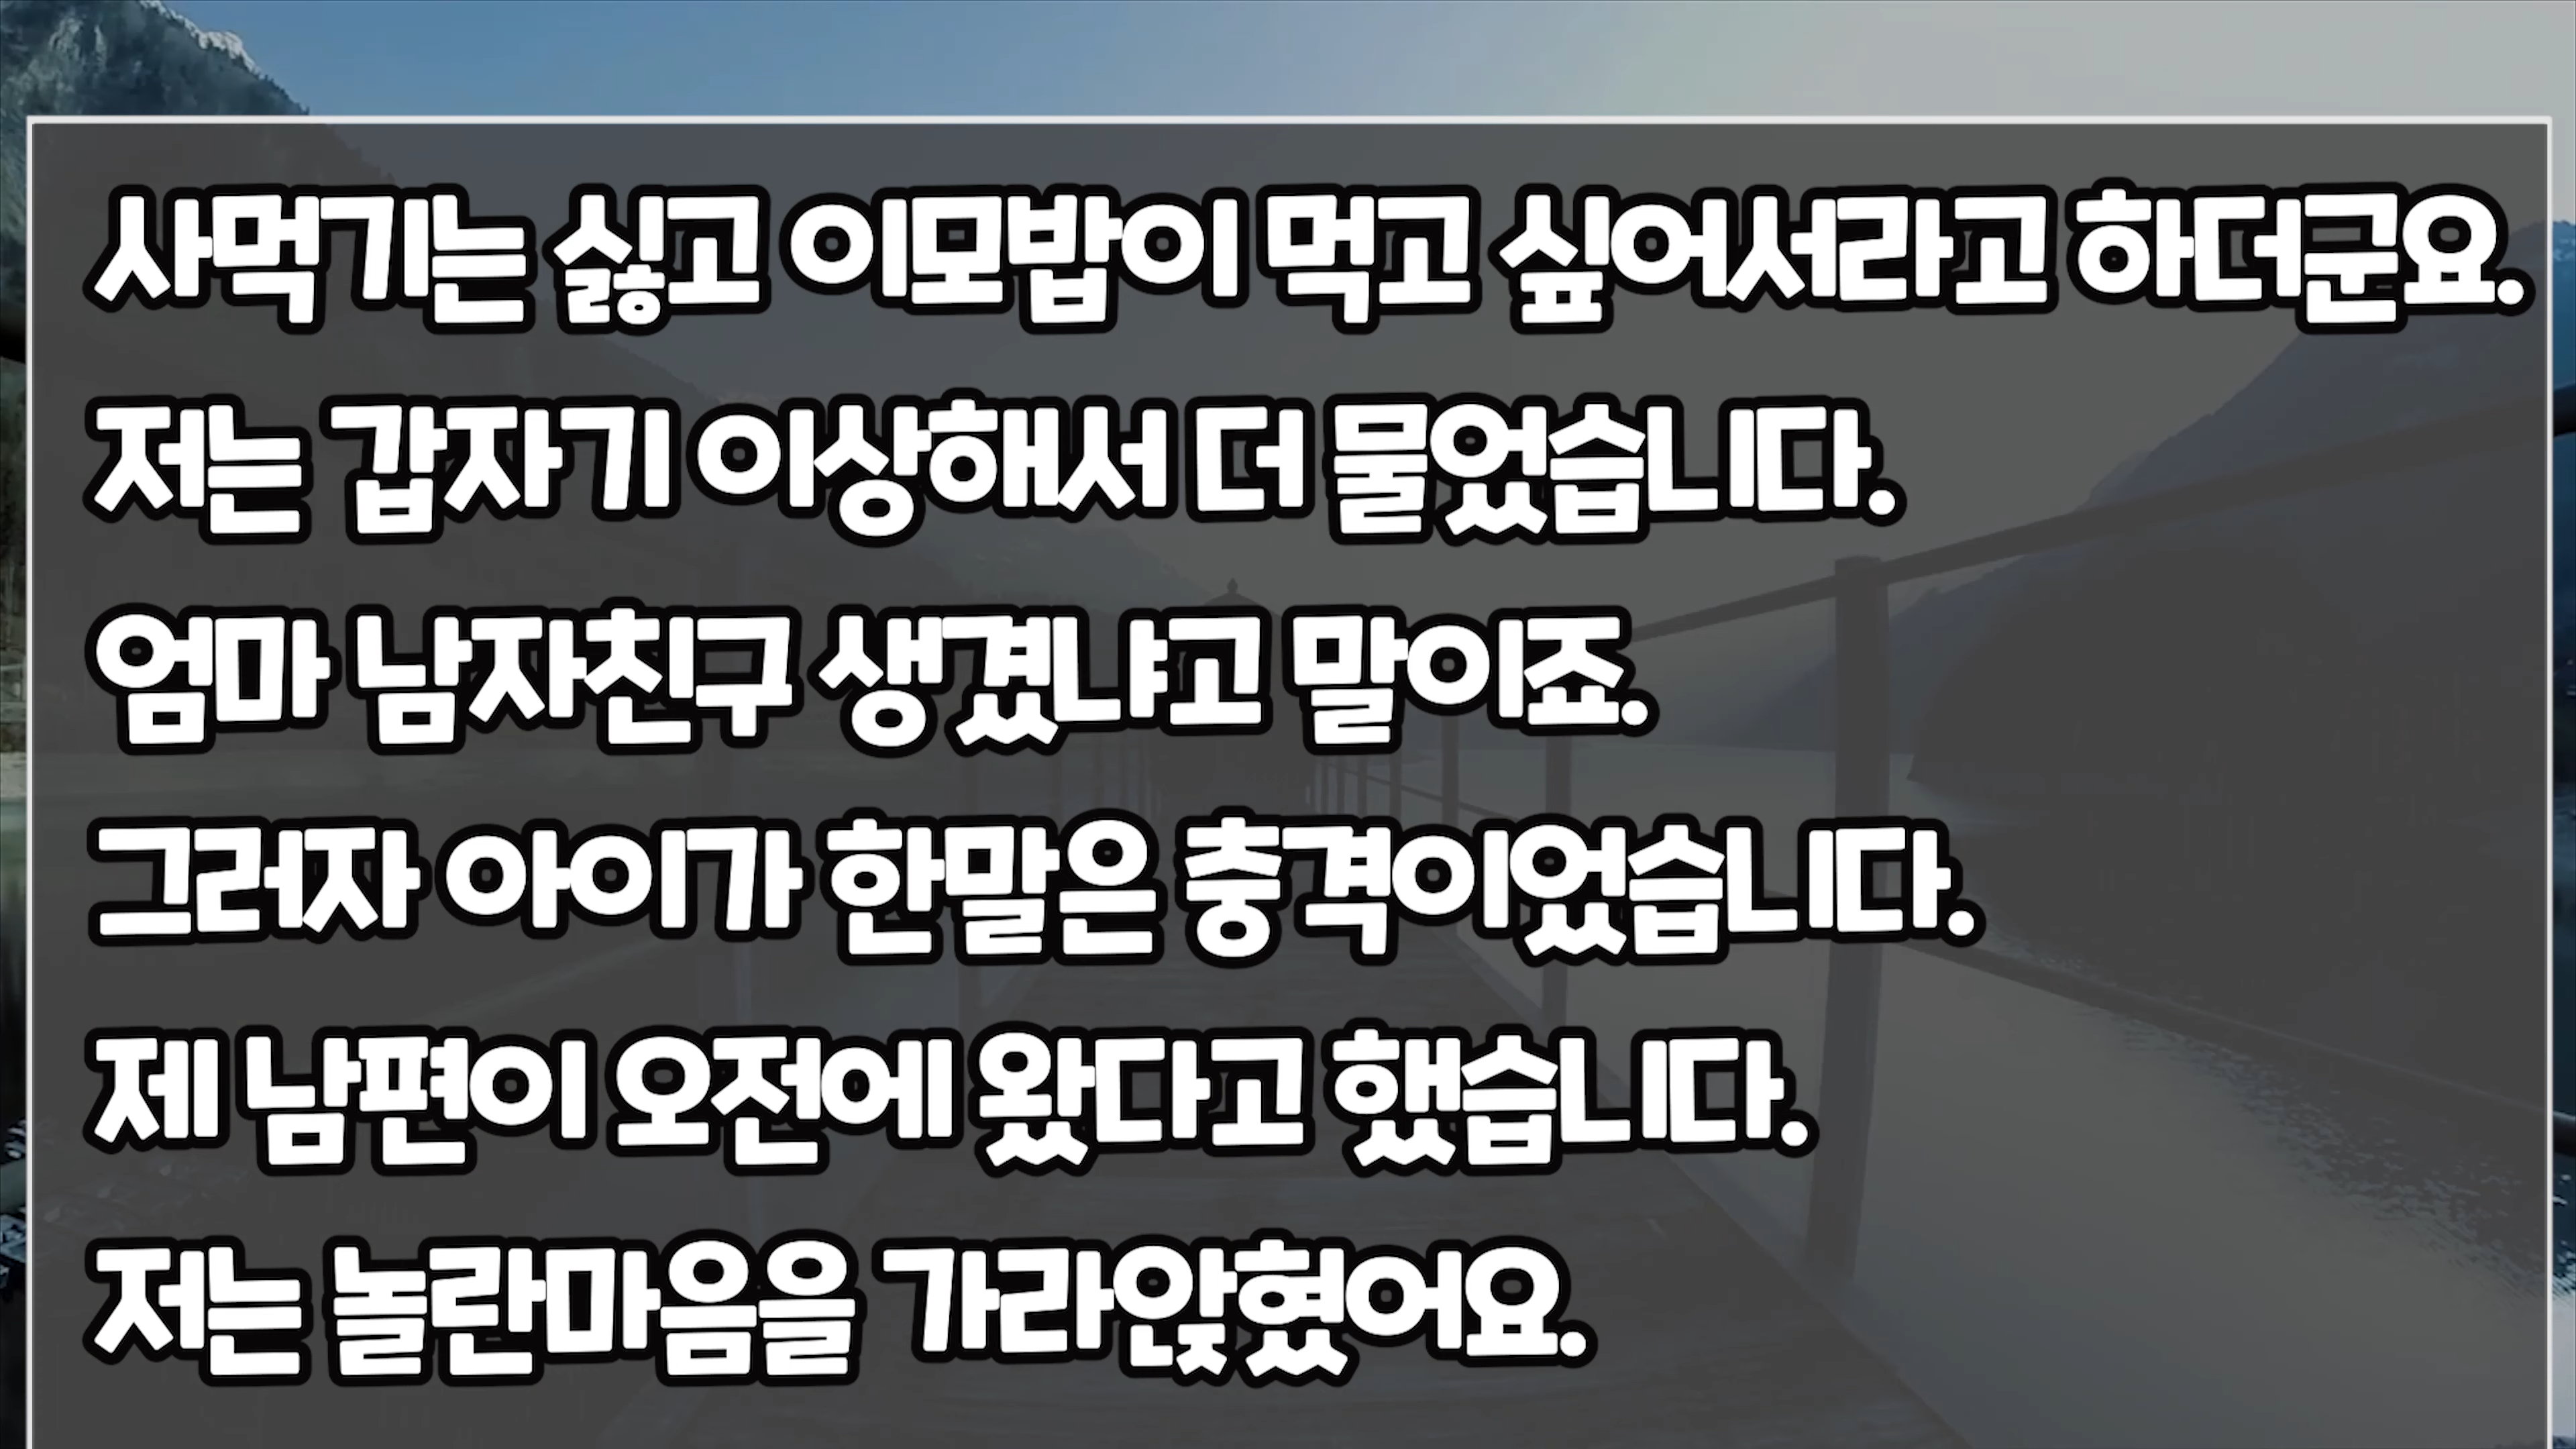 사먹기는 싫고 이모밥이 먹고 싶어서라고 하더군요.
저는 갑자기 이상해서 더 물었습니다.
엄마 남자친구 생겼냐고 말이죠.
그러자 아이가 한말은 충격이었습니다.
제 남편이 오전에 왔다고 했습니다.
저는 놀란마음을 가라앉혔어요.